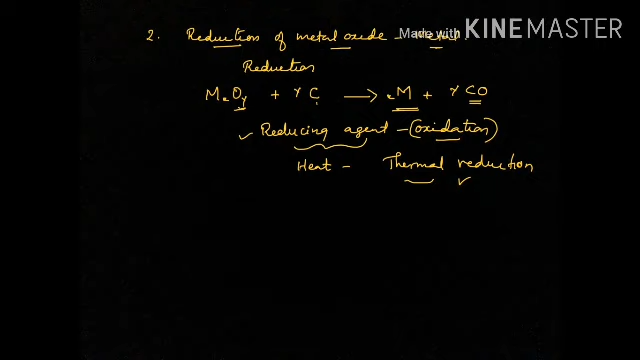 2. Reduction of metal oxide - Made with KINEMASTER
Reduction
MxOy + yC → xM + yCO
✓ Reducing agent - (oxidation)
Heat - Thermal reduction
✓